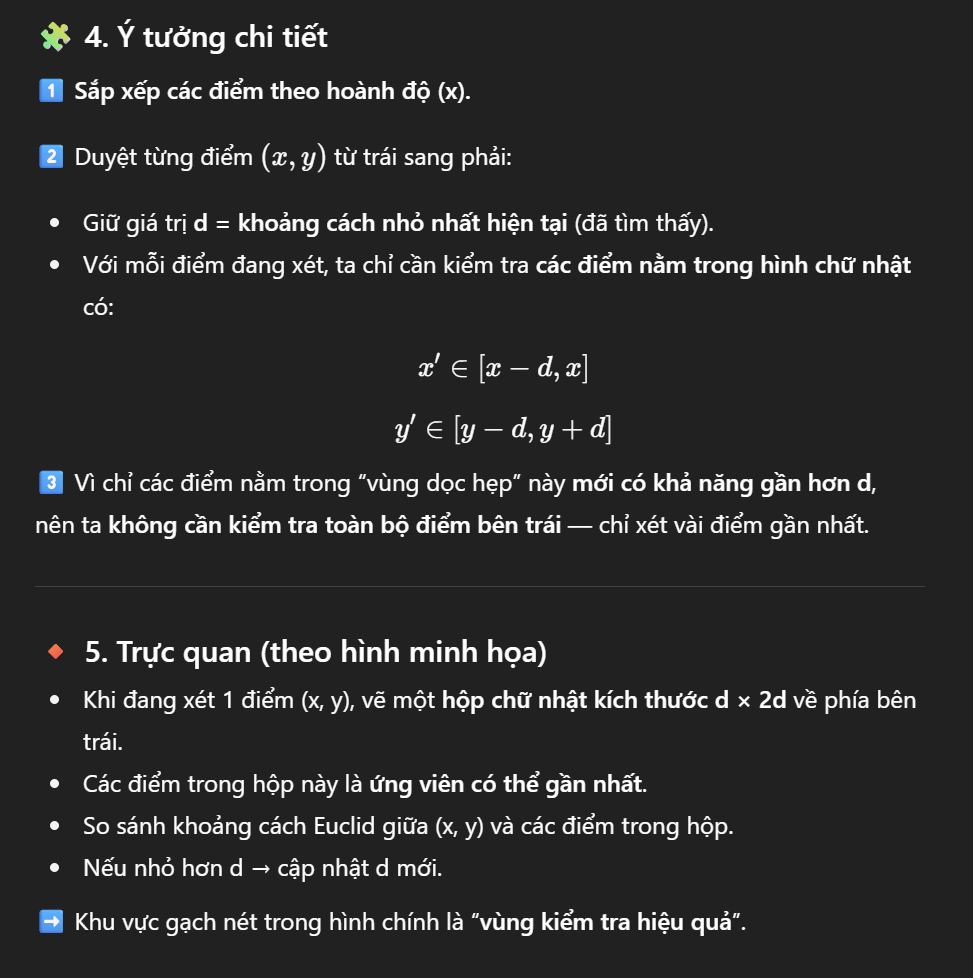 🧩 4. Ý tưởng chi tiết
1️⃣ Sắp xếp các điểm theo hoành độ (x).
2️⃣ Duyệt từng điểm (x, y) từ trái sang phải:
• Giữ giá trị d = khoảng cách nhỏ nhất hiện tại (đã tìm thấy).
• Với mỗi điểm đang xét, ta chỉ cần kiểm tra các điểm nằm trong hình chữ nhật
có:
x′ ∈ [x − d, x]
y′ ∈ [y − d, y + d]
3️⃣ Vì chỉ các điểm nằm trong “vùng dọc hẹp” này mới có khả năng gần hơn d,
nên ta không cần kiểm tra toàn bộ điểm bên trái — chỉ xét vài điểm gần nhất.
🔸 5. Trực quan (theo hình minh họa)
• Khi đang xét 1 điểm (x, y), vẽ một hộp chữ nhật kích thước d × 2d về phía bên
trái.
• Các điểm trong hộp này là ứng viên có thể gần nhất.
• So sánh khoảng cách Euclid giữa (x, y) và các điểm trong hộp.
• Nếu nhỏ hơn d → cập nhật d mới.
➡️ Khu vực gạch nét trong hình chính là “vùng kiểm tra hiệu quả”.